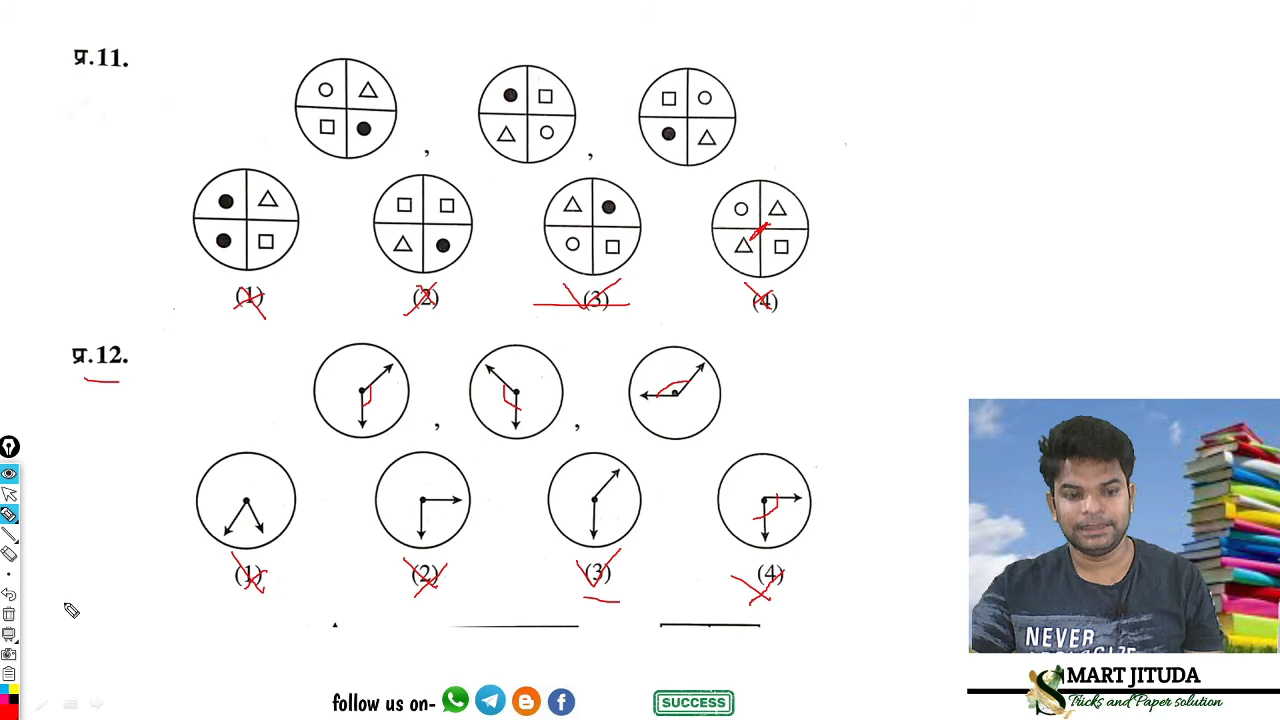 प्र.11.
,
,
(1) (2) (3) (4)
प्र.12.
,
,
(1) (2) (3) (4)
NEVER
SMART JITUDA
Tricks and Paper solution
follow us on-
SUCCESS